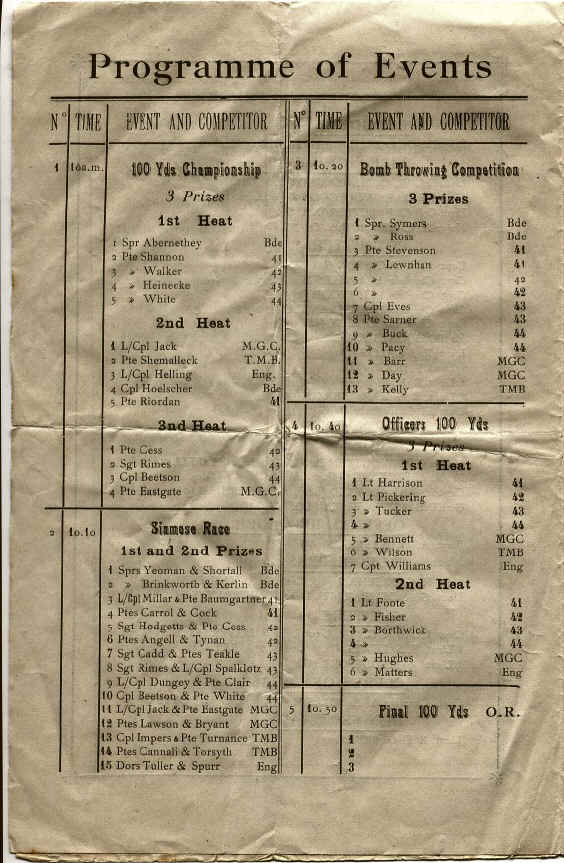 Programme of Events
Nº TIME EVENT AND COMPETITOR
1 10a.m. 100 Yds Championship
3 Prizes
1st Heat
1 Spr Abernethey Bde
2 Pte Shannon 41
3 » Walker 42
4 » Heinecke 43
5 » White 44
2nd Heat
1 L/Cpl Jack M.G.C.
2 Pte Shemalleck T.M.B.
3 L/Cpl Helling Eng.
4 Cpl Hoelscher Bde
5 Pte Riordan 41
3nd Heat
1 Pte Cess 42
2 Sgt Rimes 43
3 Cpl Beetson 44
4 Pte Eastgate M.G.C.
2 10.10 Siamese Race
1st and 2nd Prizes
1 Sprs Yeoman & Shortall Bde
2 » Brinkworth & Kerlin Bde
3 L/Cpl Millar & Pte Baumgartner 41
4 Ptes Carrol & Cock 41
5 Sgt Hodgetts & Pte Cess 42
6 Ptes Angell & Tynan 42
7 Sgt Cadd & Ptes Teakle 43
8 Sgt Rimes & L/Cpl Spalklotz 43
9 L/Cpl Dungey & Pte Clair 44
10 Cpl Beetson & Pte White 44
11 L/Cpl Jack & Pte Eastgate MGC
12 Ptes Lawson & Bryant MGC
13 Cpl Impers & Pte Turnance TMB
14 Ptes Cannali & Torsyth TMB
15 Dors Tuller & Spurr Eng
Nº TIME EVENT AND COMPETITOR
3 10.20 Bomb Throwing Competition
3 Prizes
1 Spr. Symers Bde
2 » Ross Bde
3 Pte Stevenson 41
4 » Lewnhan 41
5 » 42
6 » 42
7 Cpl Eves 43
8 Pte Sarner 43
9 » Buck 44
10 » Pacy 44
11 » Barr MGC
12 » Day MGC
13 » Kelly TMB
4 10.40 Officers 100 Yds
3 Prizes
1st Heat
1 Lt Harrison 41
2 Lt Pickering 42
3 » Tucker 43
4 » 44
5 » Bennett MGC
6 » Wilson TMB
7 Cpt Williams Eng
2nd Heat
1 Lt Foote 41
2 » Fisher 42
3 » Borthwick 43
4 » 44
5 » Hughes MGC
6 » Matters Eng
5 10.50 Final 100 Yds O.R.
1
2
3